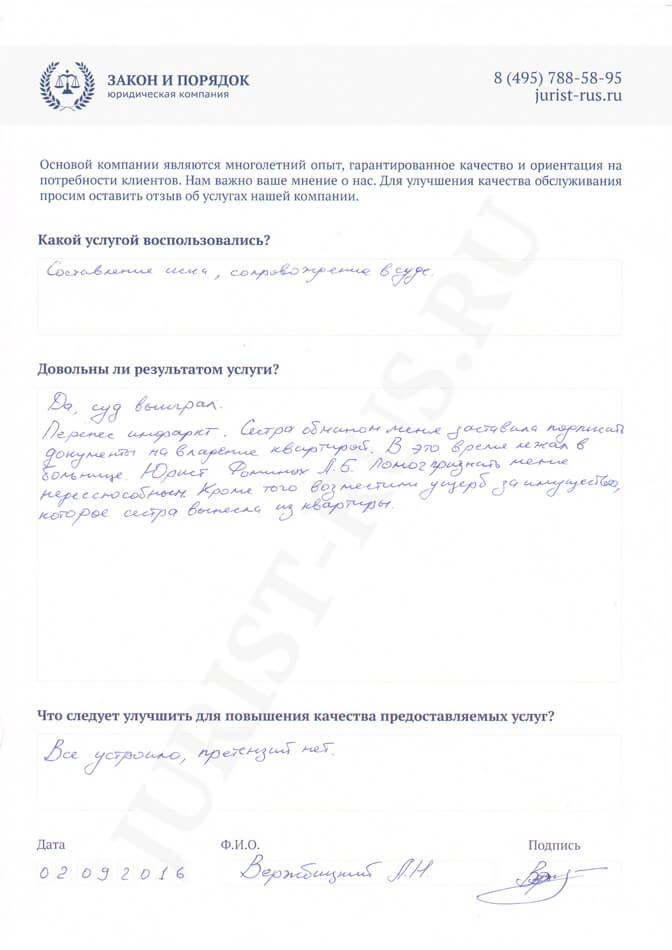 ЗАКОН И ПОРЯДОК
юридическая компания
8 (495) 788-58-95
jurist-rus.ru
Основой компании являются многолетний опыт, гарантированное качество и ориентация на
потребности клиентов. Нам важно ваше мнение о нас. Для улучшения качества обслуживания
просим оставить отзыв об услугах нашей компании.
Какой услугой воспользовались?
Составление иска, сопровождение в суде.
Довольны ли результатом услуги?
Да, суд выиграл.
Перенес инфаркт. Сестра обманом меня заставила подписать
документы на владение квартирой. В это время лежал в
больнице. Юрист Фоминых А.Б. помог признать меня
Кроме того возместили ущерб за имущество,
которое сестра вынесла из квартиры.
Что следует улучшить для повышения качества предоставляемых услуг?
Все устроило, претензий нет.
Дата Ф.И.О. Подпись
02 09 2016 Вержбицкий А.Н.
JURIST-RUS.RU